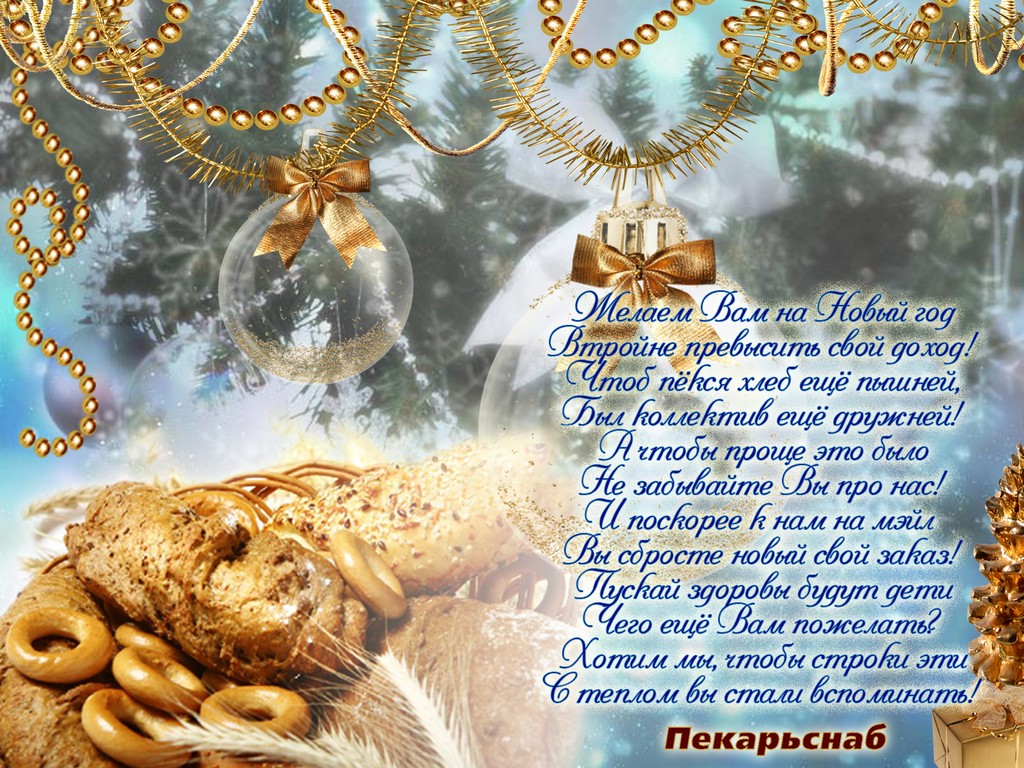 Желаем Вам на Новый год
Втройне превысить свой доход!
Чтоб пёкся хлеб ещё пышней,
Был коллектив ещё дружней!
А чтобы проще это было
Не забывайте Вы про нас!
И поскорее к нам на мэйл
Вы сбросте новый свой заказ!
Пускай здоровы будут дети
Чего ещё Вам пожелать?
Хотим мы, чтобы строки эти
С теплом вы стали вспоминать!
Пекарьснаб